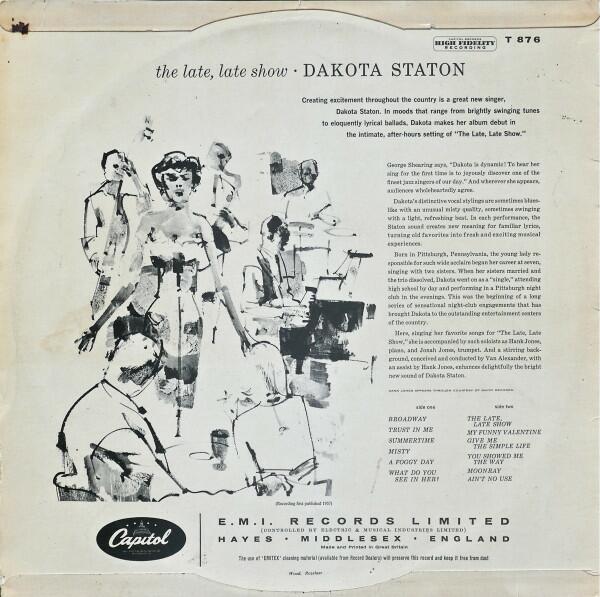 CAPITOL RECORDS
HIGH FIDELITY
RECORDING
T 876
the late, late show · DAKOTA STATON
Creating excitement throughout the country is a great new singer,
Dakota Staton. In moods that range from brightly swinging tunes
to eloquently lyrical ballads, Dakota makes her album debut in
the intimate, after-hours setting of "The Late, Late Show."
George Shearing says, "Dakota is dynamic! To hear her
sing for the first time is to joyously discover one of the
finest jazz singers of our day." And wherever she appears,
audiences wholeheartedly agree.
Dakota's distinctive vocal stylings are sometimes blues-
like with an unusual misty quality, sometimes swinging
with a light, refreshing beat. In each performance, the
Staton sound creates new meaning for familiar lyrics,
turning old favorites into fresh and exciting musical
experiences.
Born in Pittsburgh, Pennsylvania, the young lady re-
sponsible for such wide acclaim began her career at seven,
singing with two sisters. When her sisters married and
the trio dissolved, Dakota went on as a "single," attending
high school by day and performing in a Pittsburgh night
club in the evenings. This was the beginning of a long
series of sensational night-club engagements that has
brought Dakota to the outstanding entertainment centers
of the country.
Here, singing her favorite songs for "The Late, Late
Show," she is accompanied by such soloists as Hank Jones,
piano, and Jonah Jones, trumpet. And a stirring back-
ground, conceived and conducted by Van Alexander, with
an assist by Hank Jones, enhances delightfully the bright
new sound of Dakota Staton.
HANK JONES APPEARS THROUGH COURTESY OF SAVOY RECORDS.
side one
BROADWAY
TRUST IN ME
SUMMERTIME
MISTY
A FOGGY DAY
WHAT DO YOU
SEE IN HER?
side two
THE LATE,
LATE SHOW
MY FUNNY VALENTINE
GIVE ME
THE SIMPLE LIFE
YOU SHOWED ME
THE WAY
MOONRAY
AIN'T NO USE
(Recording first published 1957)
Capitol
E.M.I. RECORDS LIMITED
(CONTROLLED BY ELECTRIC & MUSICAL INDUSTRIES LIMITED)
HAYES · MIDDLESEX · ENGLAND
Made and Printed in Great Britain
The use of "EMITEX" cleaning material (available from Record Dealers) will preserve this record and keep it free from dust